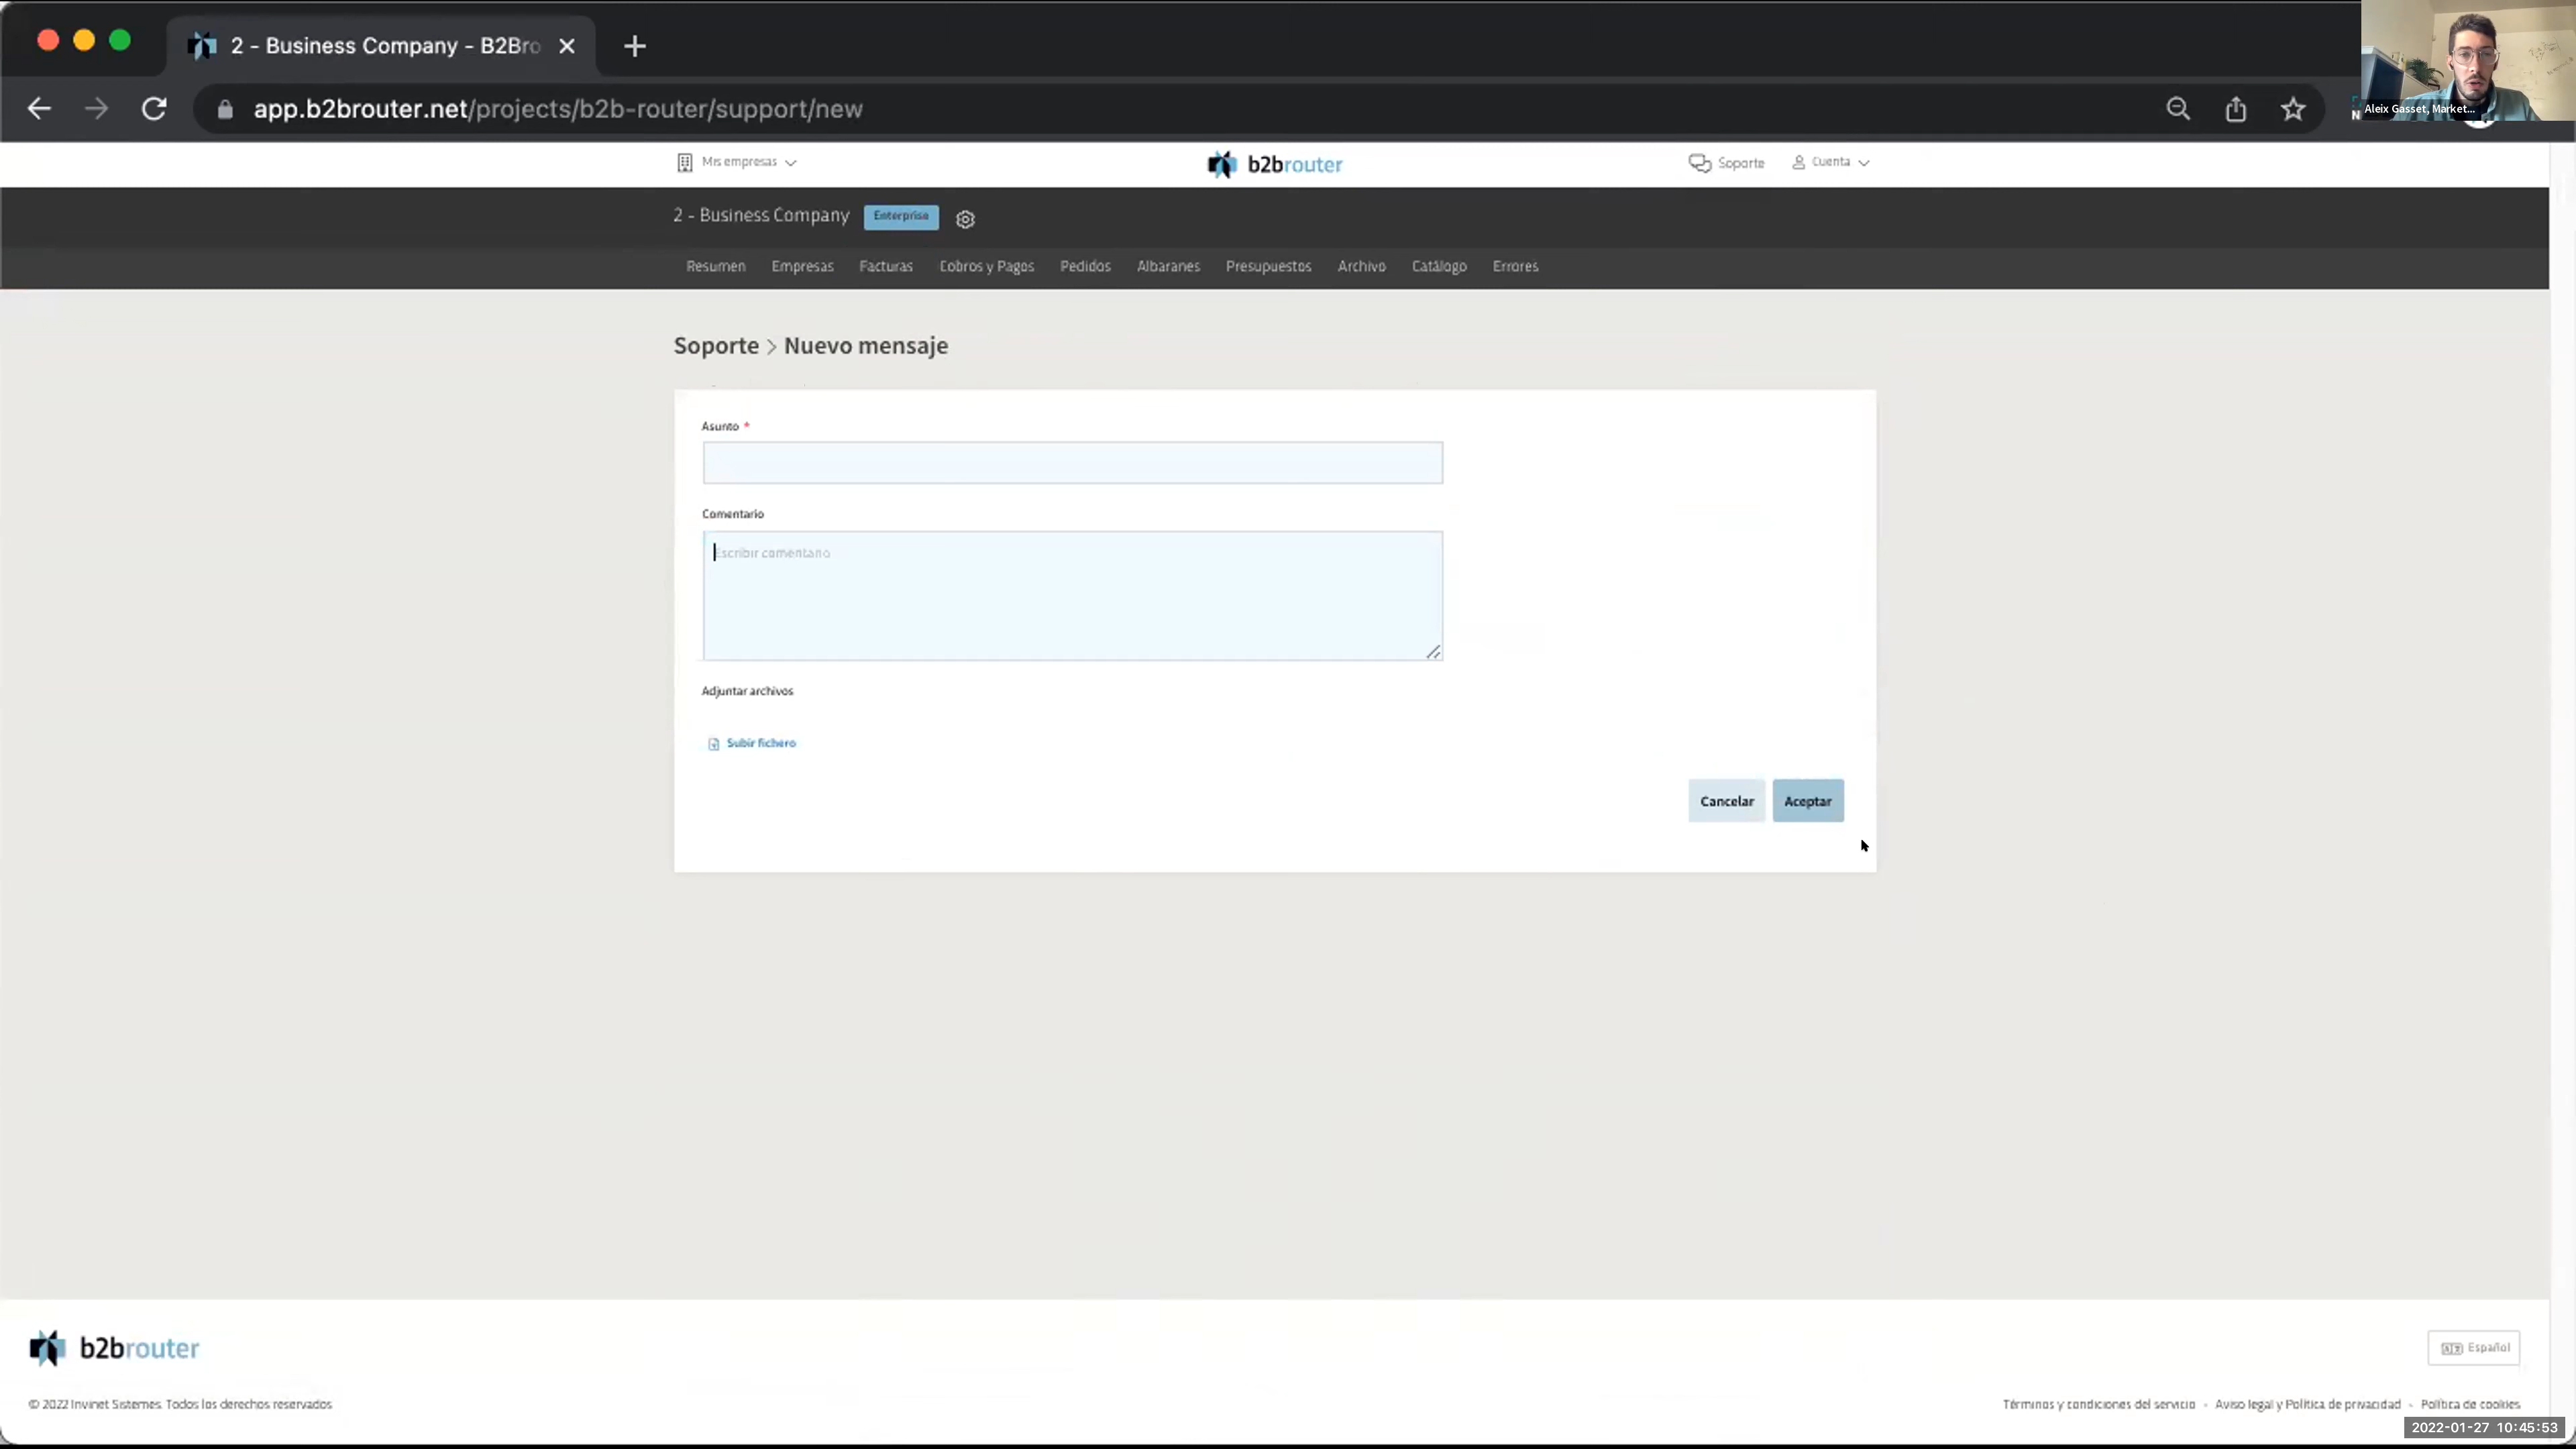 2 - Business Company - B2Bro
Aleix Gasset, Market...
app.b2brouter.net/projects/b2b-router/support/new
Mis empresas
b2brouter
Soporte
Cuenta
2 - Business Company
Enterprise
Resumen
Empresas
Facturas
Cobros y Pagos
Pedidos
Albaranes
Presupuestos
Archivo
Catálogo
Errores
Soporte > Nuevo mensaje
Asunto *
Comentario
Escribir comentario
Adjuntar archivos
Subir fichero
Cancelar
Aceptar
b2brouter
Español
© 2022 Invinet Sistemes. Todos los derechos reservados
Términos y condiciones del servicio - Aviso legal y Política de privacidad - Política de cookies
2022-01-27 10:45:53